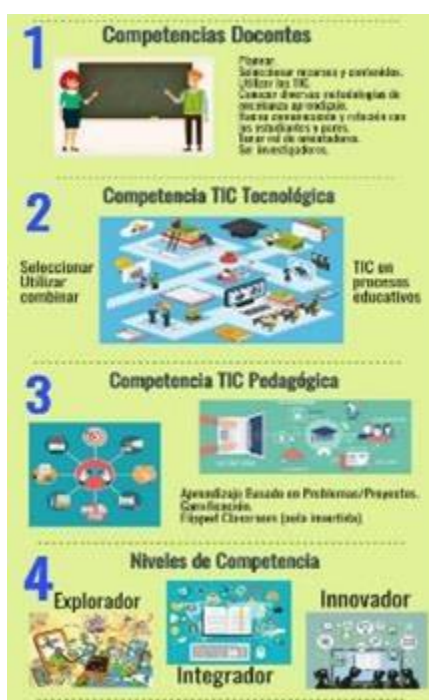 1
Competencias Docentes
Planear.
Seleccionar recursos y contenidos.
Utilizar las TIC.
Conocer diversas metodologías de
enseñanza aprendizaje.
Buena comunicación y relación con
los estudiantes y pares.
Tener rol de orientadores.
Ser investigadores.
2
Competencia TIC Tecnológica
Seleccionar
Utilizar
combinar
TIC en
procesos
educativos
3
Competencia TIC Pedagógica
Aprendizaje Basado en Problemas/Proyectos.
Gamificación.
Flipped Classroom (aula invertida)
4
Niveles de Competencia
Explorador
Integrador
Innovador